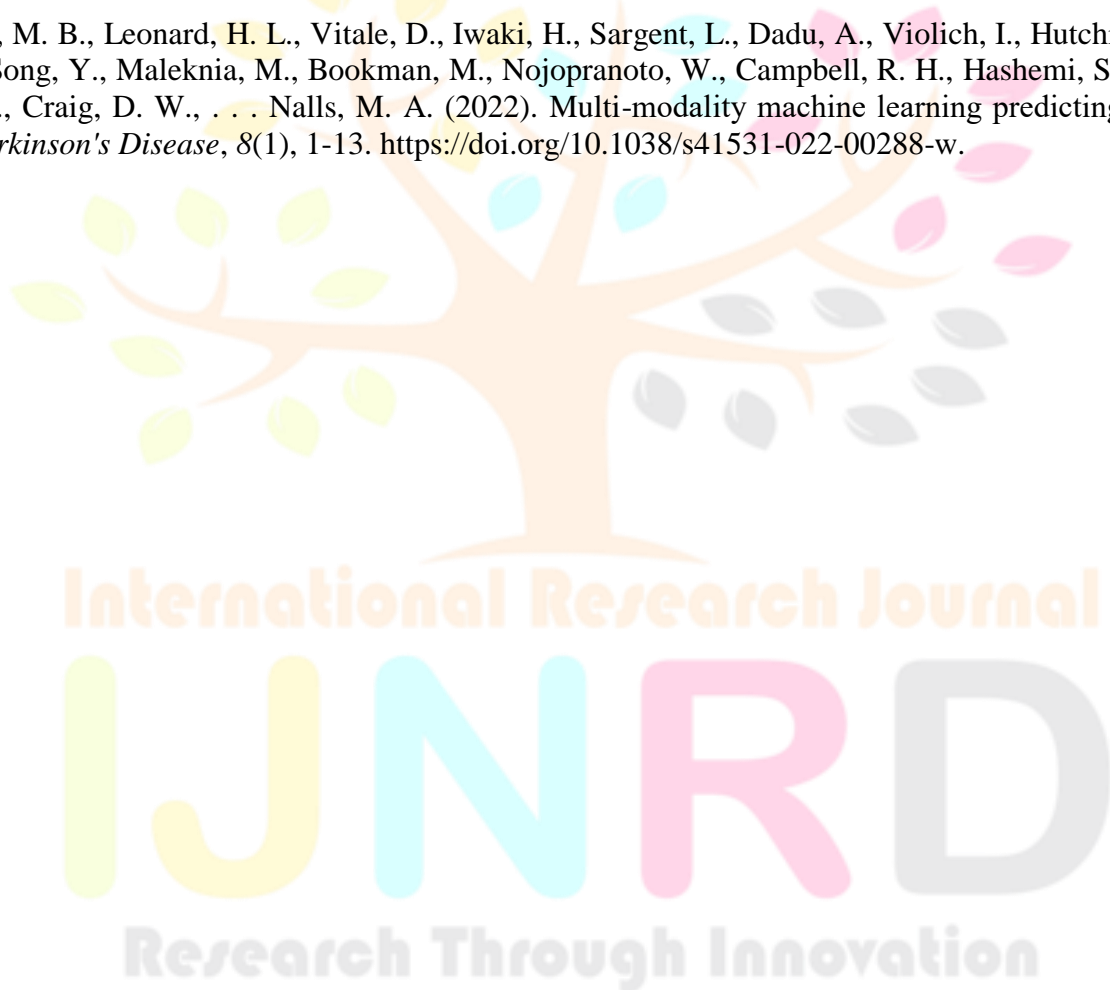 , M. B., Leonard, H. L., Vitale, D., Iwaki, H., Sargent, L., Dadu, A., Violich, I., Hutchi
Song, Y., Maleknia, M., Bookman, M., Nojopranoto, W., Campbell, R. H., Hashemi, S
., Craig, D. W., . . . Nalls, M. A. (2022). Multi-modality machine learning predicting
rkinson's Disease, 8(1), 1-13. https://doi.org/10.1038/s41531-022-00288-w.
International Research Journal
IJNRD
Research Through Innovation